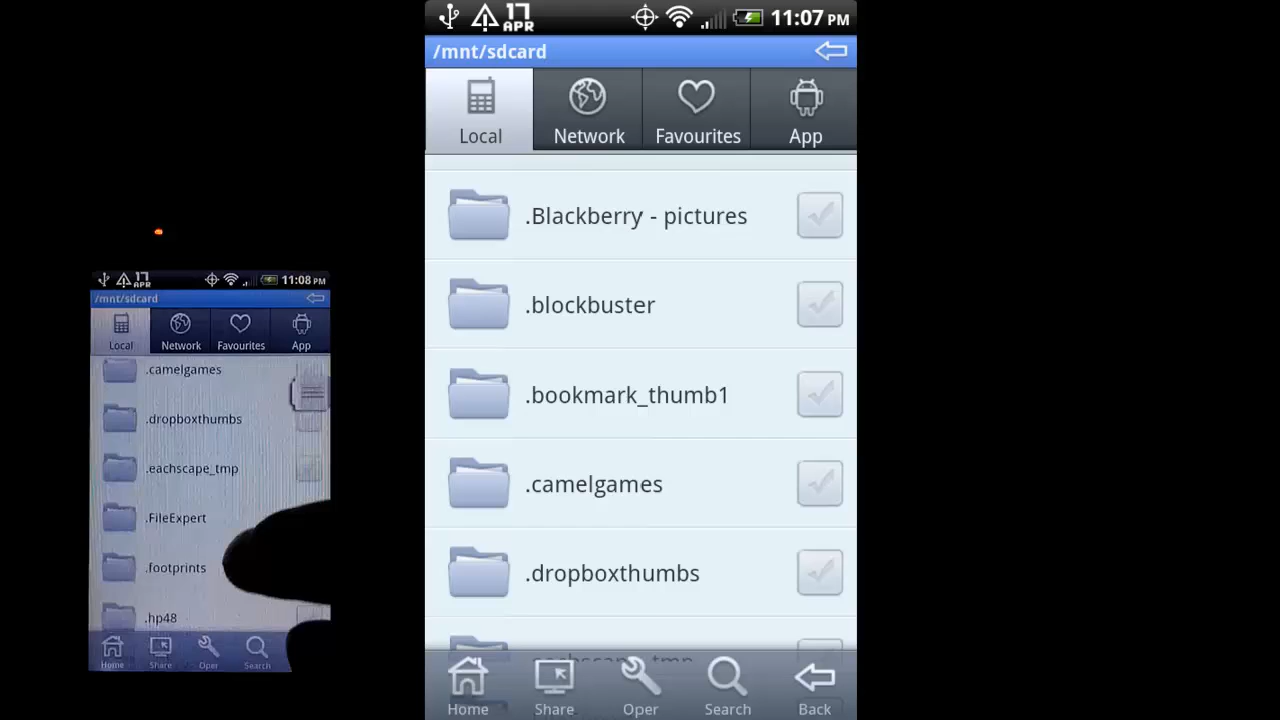 17
APR
11:08 PM
/mnt/sdcard
Local
Network
Favourites
App
.camelgames
.dropboxthumbs
.eachscape_tmp
.FileExpert
.footprints
.hp48
Home
Share
Oper
Search
17
APR
11:07 PM
/mnt/sdcard
Local
Network
Favourites
App
.Blackberry - pictures
.blockbuster
.bookmark_thumb1
.camelgames
.dropboxthumbs
.eachscape_tmp
Home
Share
Oper
Search
Back